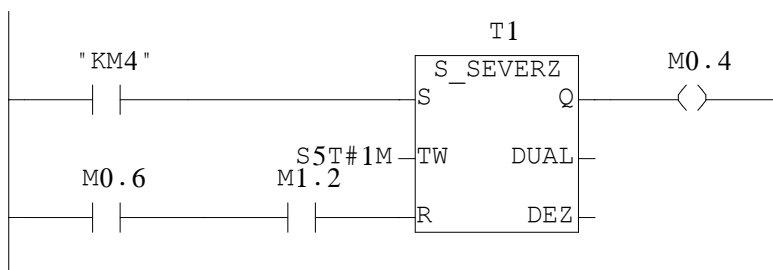 T1
"KM4" S_SEVERZ M0.4
S Q
S5T#1M TW DUAL
M0.6 M1.2
R DEZ